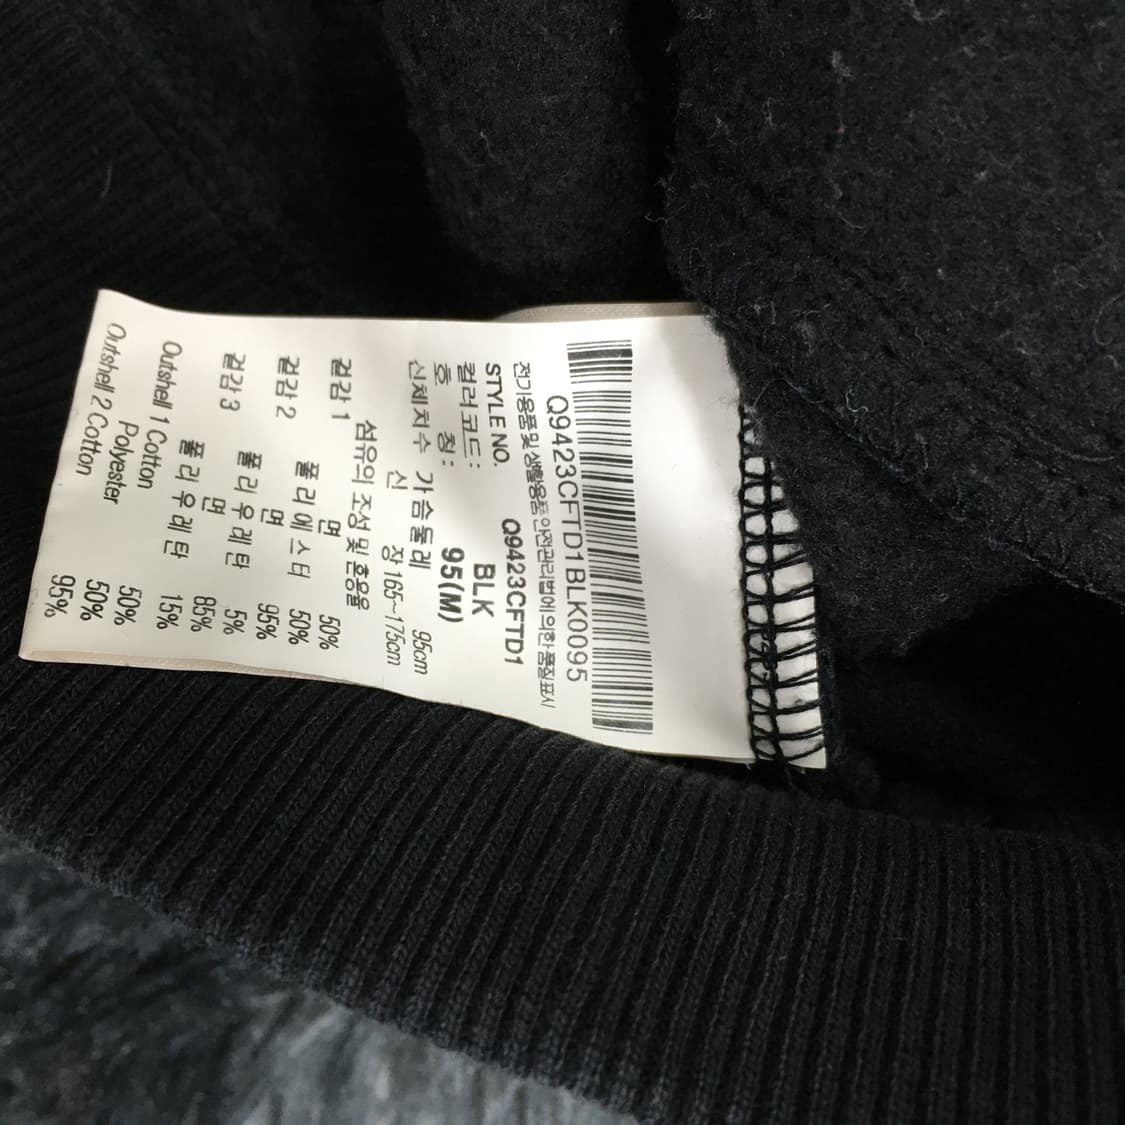 Q9423CFTD1BLK0095
전기용품 및 생활용품 안전관리법에 의한 품질표시
STYLE NO. Q9423CFTD1
컬러코드: BLK
호 칭: 95(M)
신체치수 가슴둘레 95cm
신 장 165~175cm
섬유의 조성 및 혼용율
겉감 1 면 50%
폴리에스터 50%
겉감 2 면 95%
폴리우레탄 5%
겉감 3 면 85%
폴리우레탄 15%
Outshell 1 Cotton 50%
Polyester 50%
Outshell 2 Cotton 95%